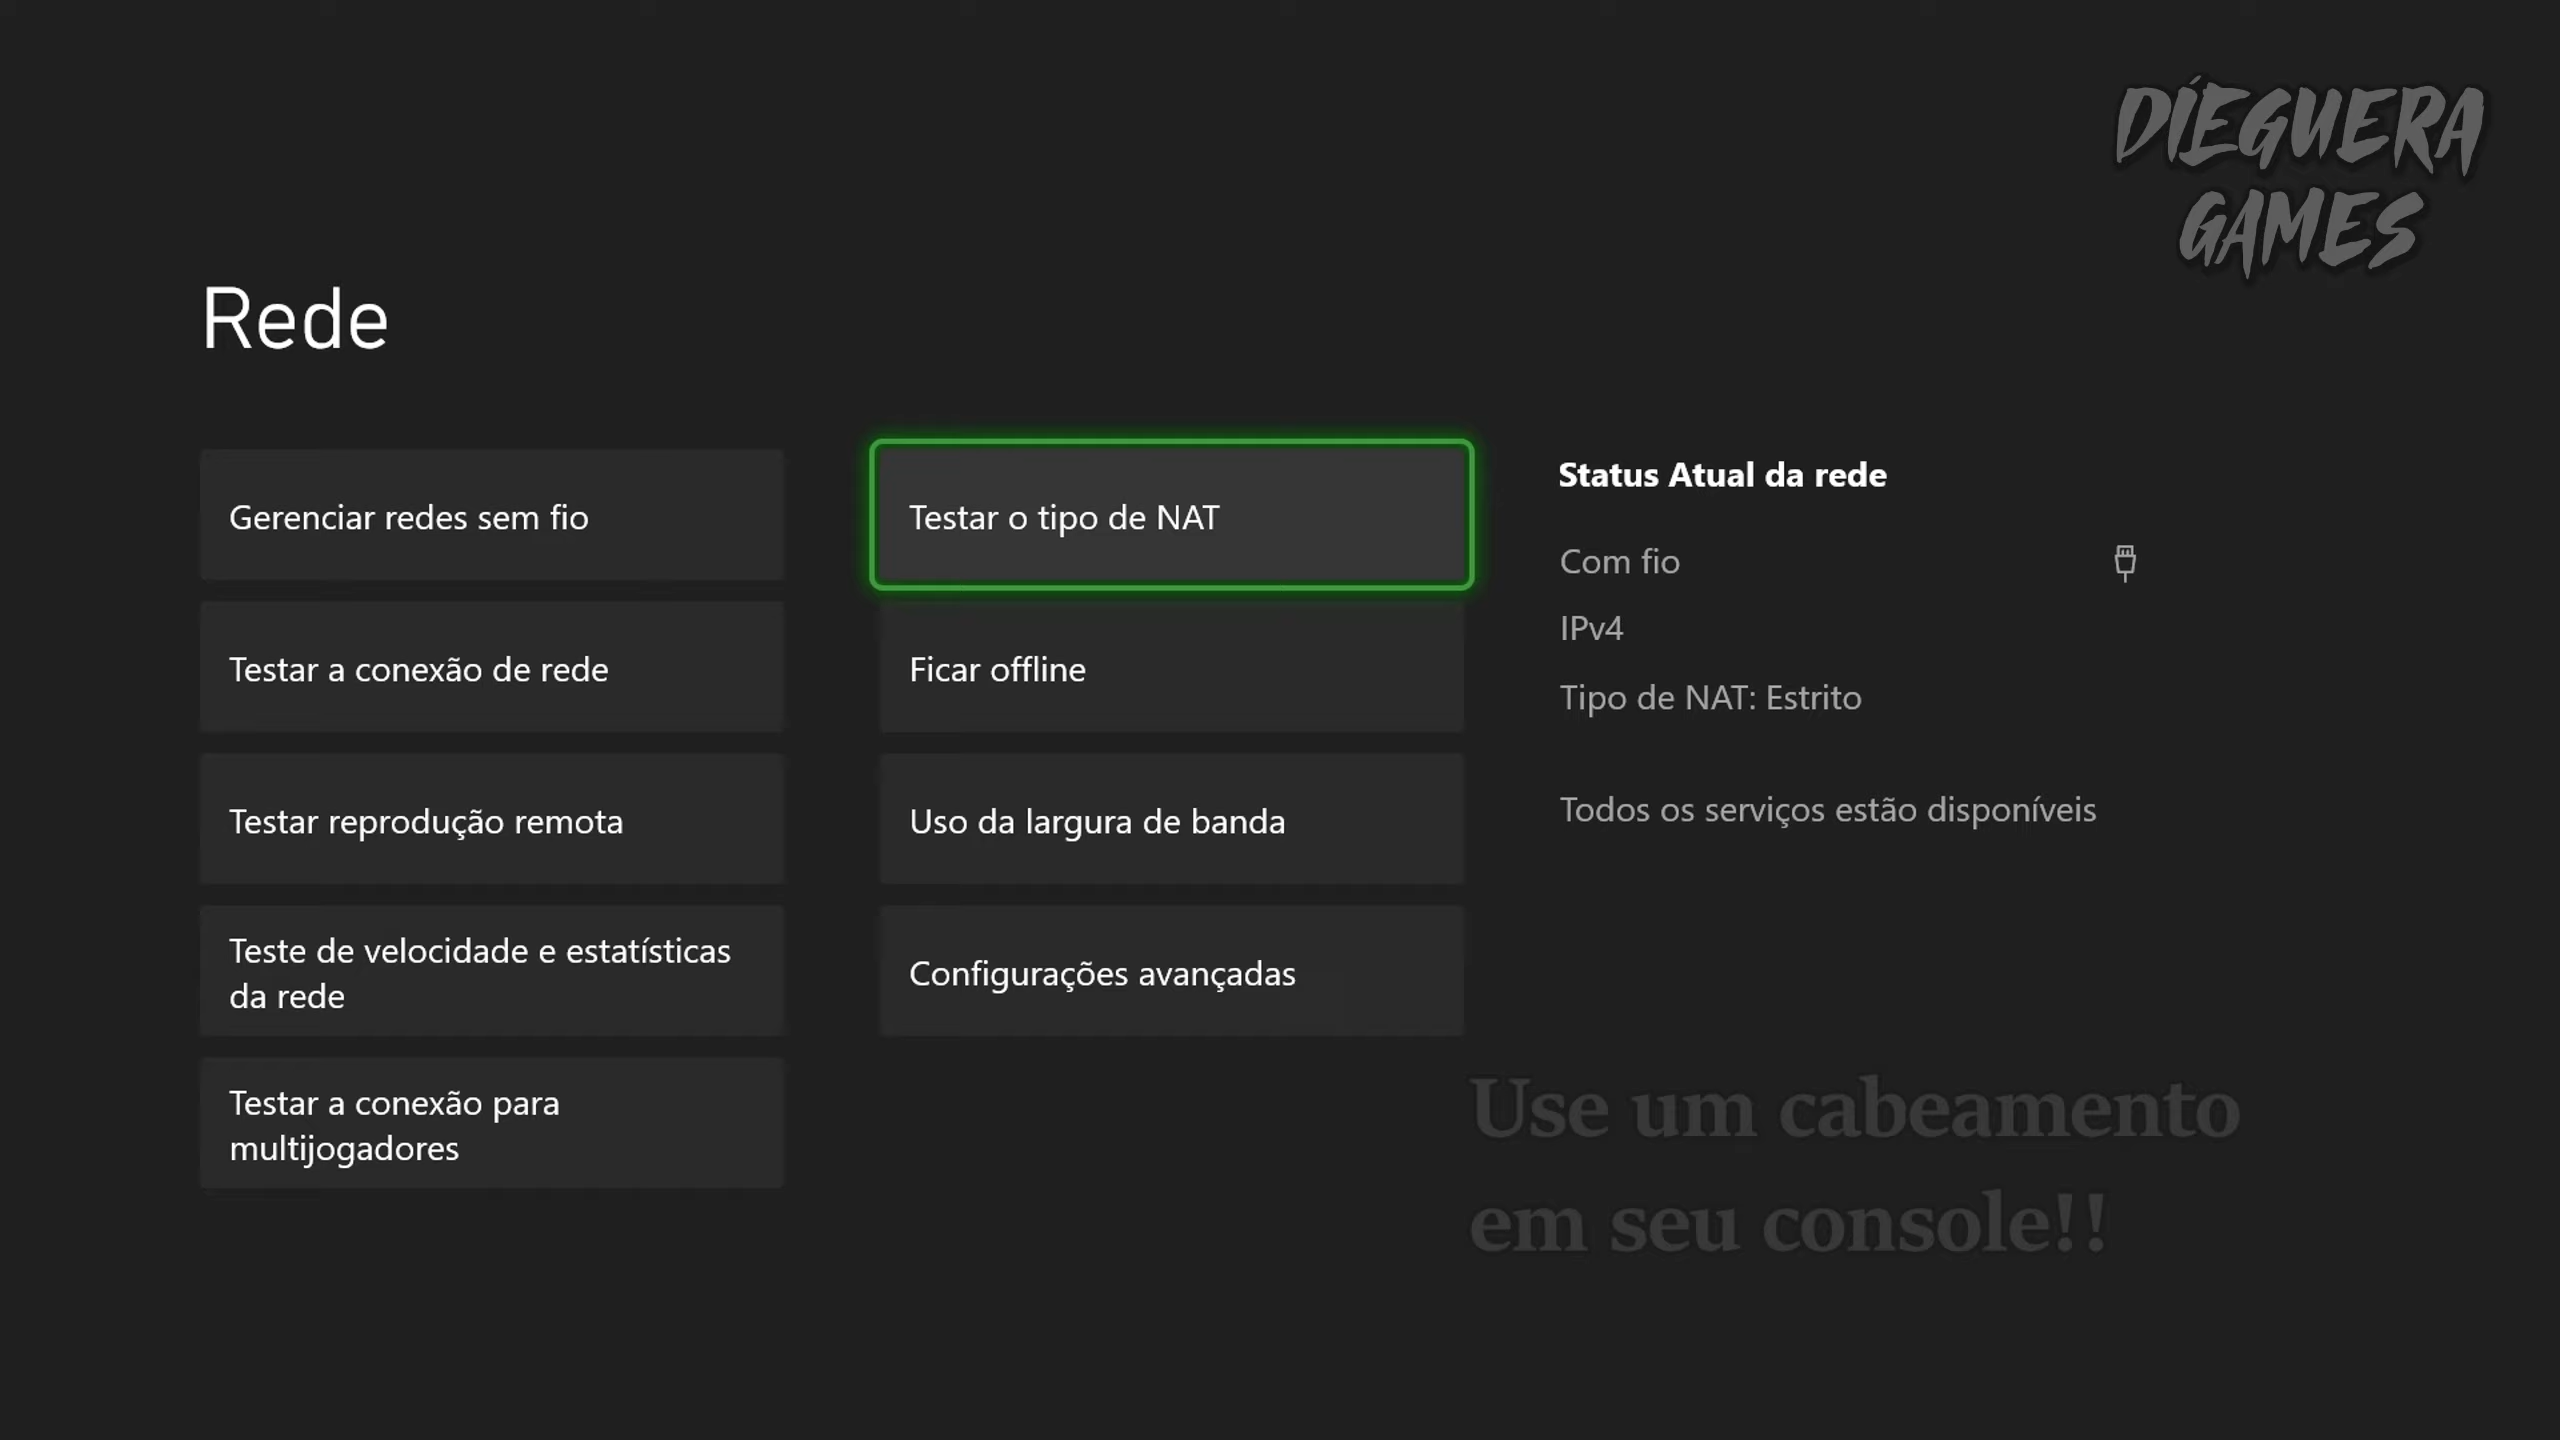 DÍEGUERA
GAMES
Rede
Gerenciar redes sem fio
Testar a conexão de rede
Testar reprodução remota
Teste de velocidade e estatísticas
da rede
Testar a conexão para
multijogadores
Testar o tipo de NAT
Ficar offline
Uso da largura de banda
Configurações avançadas
Status Atual da rede
Com fio
IPv4
Tipo de NAT: Estrito
Todos os serviços estão disponíveis
Use um cabeamento
em seu console!!